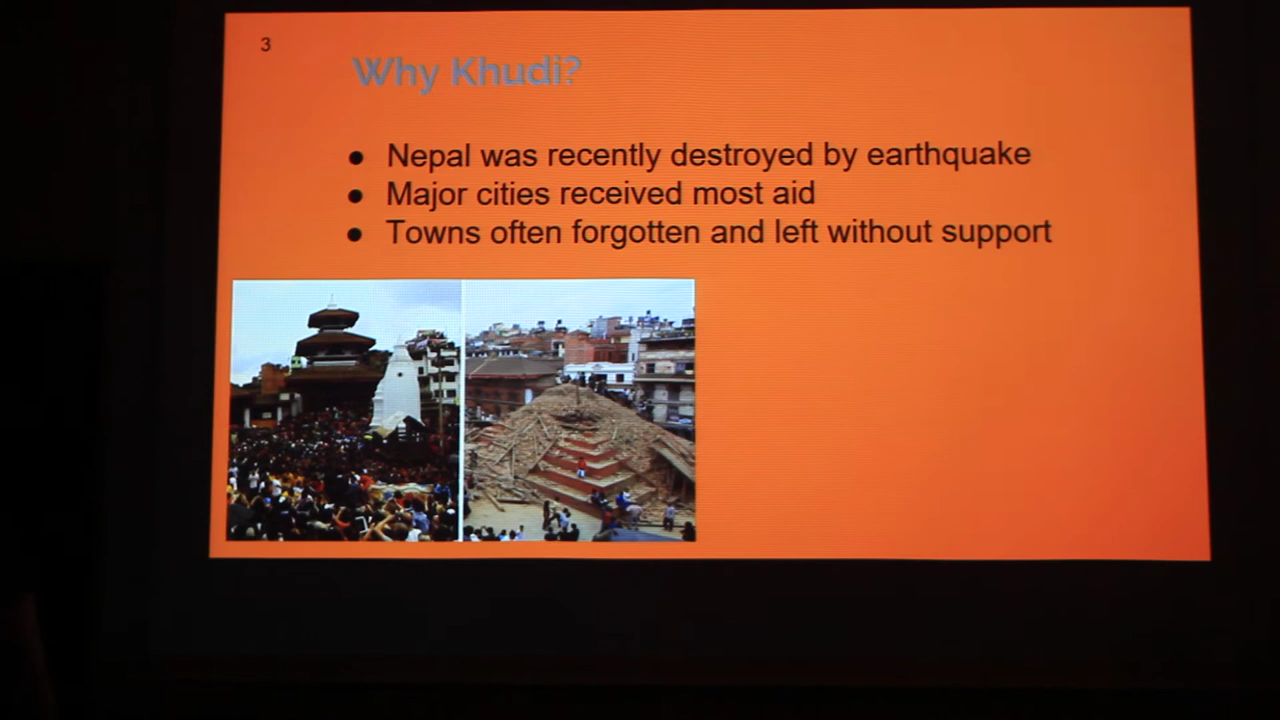 3
Why Khudi?
● Nepal was recently destroyed by earthquake
● Major cities received most aid
● Towns often forgotten and left without support